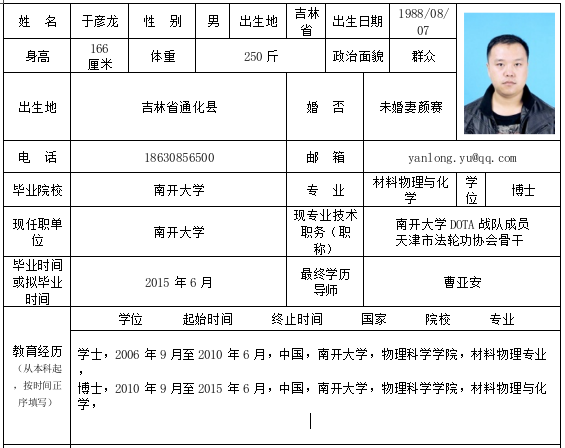 姓 名 于彦龙 性 别 男 出生地 吉林省 出生日期 1988/08/07
身高 166厘米 体重 250 斤 政治面貌 群众
出生地 吉林省通化县 婚 否 未婚妻颜赛
电 话 18630856500 邮 箱 yanlong.yu@qq.com
毕业院校 南开大学 专 业 材料物理与化学 学位 博士
现任职单位 南开大学 现专业技术职务（职称） 南开大学 DOTA 战队成员
天津市法轮功协会骨干
毕业时间或拟毕业时间 2015 年 6 月 最终学历导师 曹亚安
教育经历
（从本科起，按时间正序填写）
学位 起始时间 终止时间 国家 院校 专业
学士，2006 年 9 月至 2010 年 6 月，中国，南开大学，物理科学学院，材料物理专业
，
博士，2010 年 9 月至 2015 年 6 月，中国，南开大学，物理科学学院，材料物理与化
学，